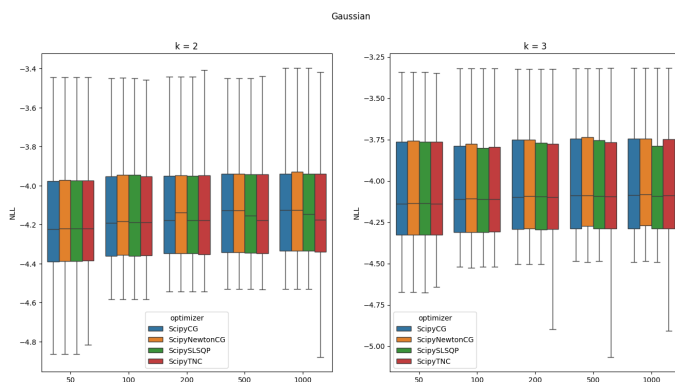 Gaussian
k = 2
−3.4
−3.6
−3.8
−4.0
−4.2
−4.4
−4.6
−4.8
NLL
optimizer
ScipyCG
ScipyNewtonCG
ScipySLSQP
ScipyTNC
50 100 200 500 1000
k = 3
−3.25
−3.50
−3.75
−4.00
−4.25
−4.50
−4.75
−5.00
NLL
optimizer
ScipyCG
ScipyNewtonCG
ScipySLSQP
ScipyTNC
50 100 200 500 1000